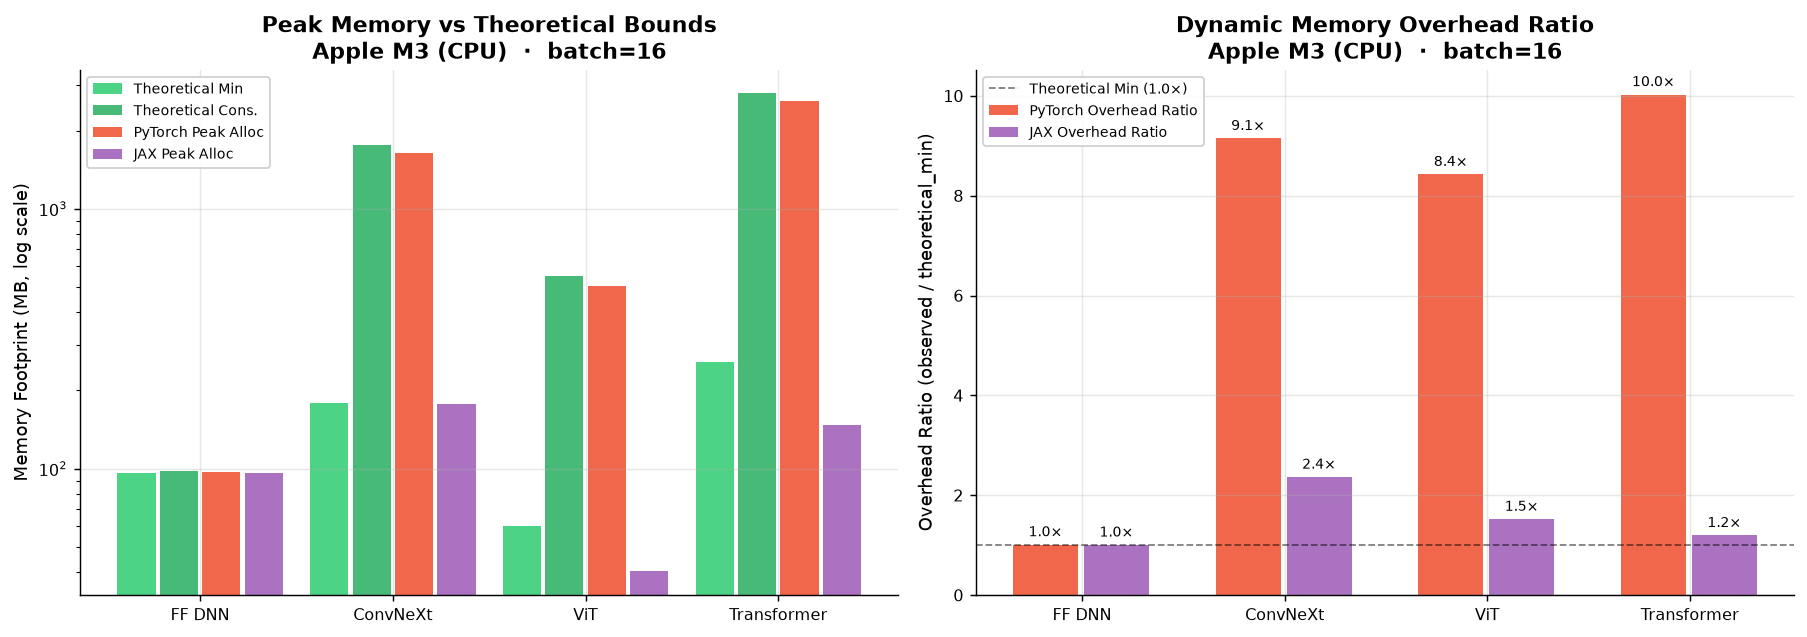 Peak Memory vs Theoretical Bounds
Apple M3 (CPU)  ·  batch=16
Theoretical Min
Theoretical Cons.
PyTorch Peak Alloc
JAX Peak Alloc
Memory Footprint (MB, log scale)
10³
10²
FF DNN
ConvNeXt
ViT
Transformer
Dynamic Memory Overhead Ratio
Apple M3 (CPU)  ·  batch=16
Theoretical Min (1.0×)
PyTorch Overhead Ratio
JAX Overhead Ratio
Overhead Ratio (observed / theoretical_min)
10
8
6
4
2
0
1.0×
1.0×
9.1×
2.4×
8.4×
1.5×
10.0×
1.2×
FF DNN
ConvNeXt
ViT
Transformer